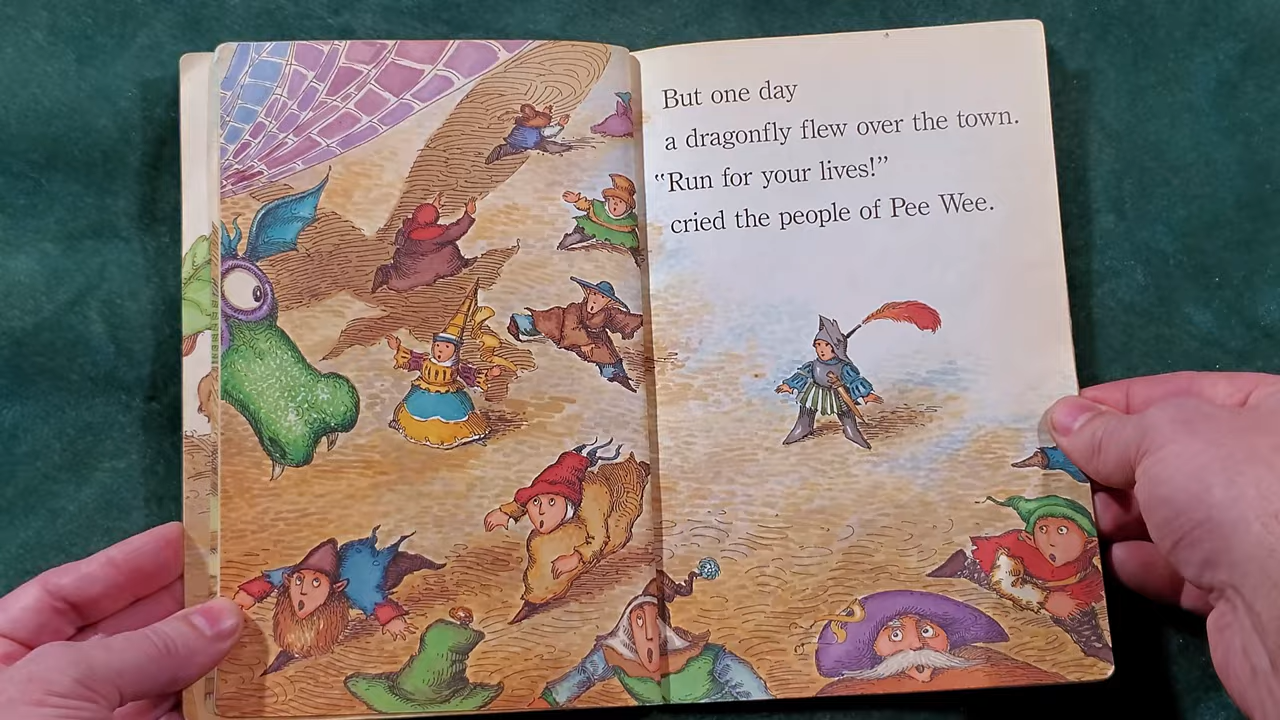 But one day
a dragonfly flew over the town.
“Run for your lives!”
cried the people of Pee Wee.